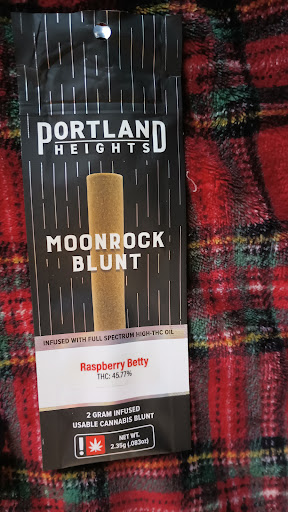 PORTLAND
HEIGHTS
MOONROCK
BLUNT
INFUSED WITH FULL SPECTRUM HIGH-THC OIL
Raspberry Betty
THC: 45.77%
2 GRAM INFUSED
USABLE CANNABIS BLUNT
!
NET WT.
2.35g (.083oz)